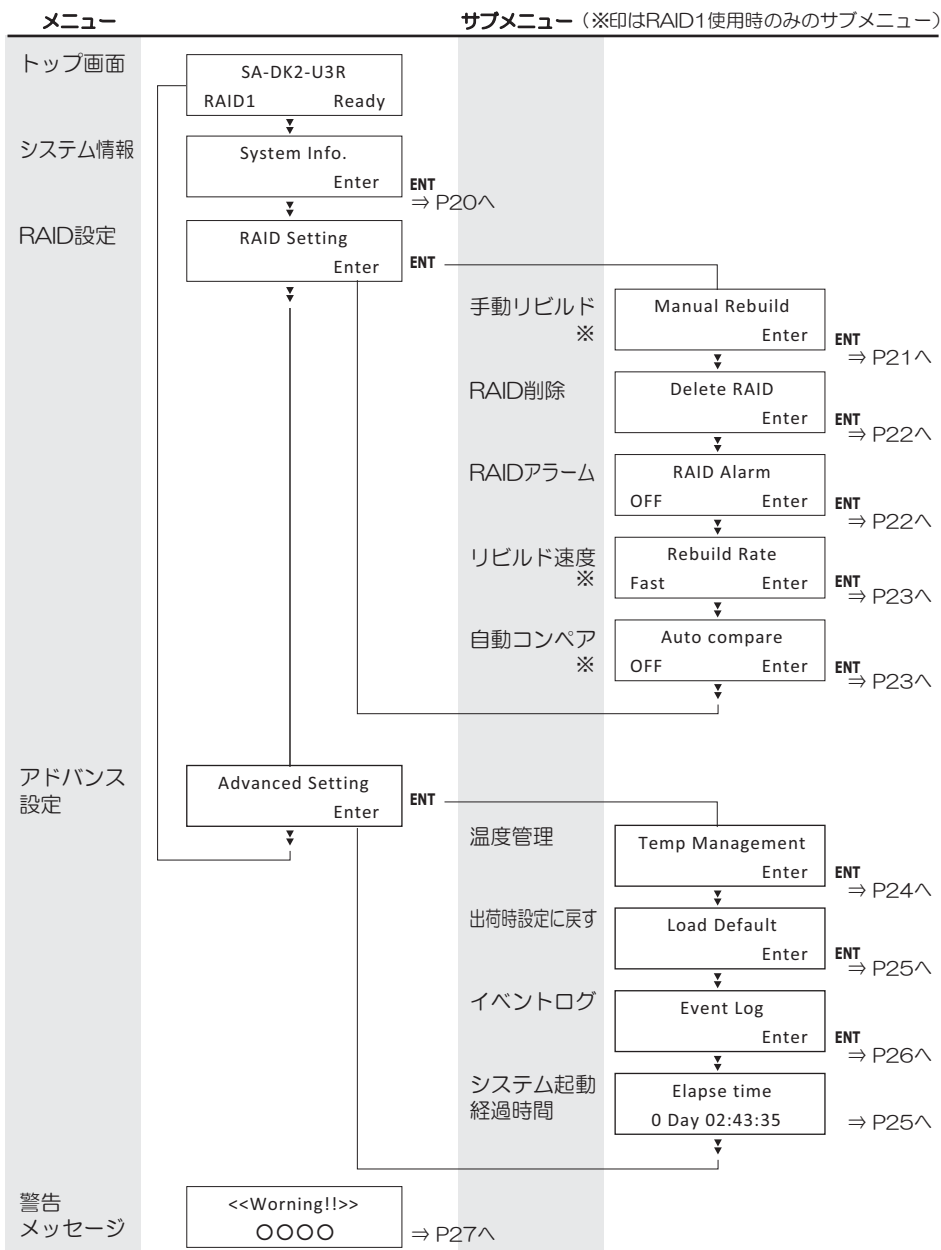 メニュー
サブメニュー（※印はRAID1使用時のみのサブメニュー）
トップ画面
SA-DK2-U3R
RAID1 Ready
システム情報
System Info.
Enter
ENT
⇒ P20へ
RAID設定
RAID Setting
Enter
ENT
手動リビルド
※
Manual Rebuild
Enter
ENT
⇒ P21へ
RAID削除
Delete RAID
Enter
ENT
⇒ P22へ
RAIDアラーム
RAID Alarm
OFF Enter
ENT
⇒ P22へ
リビルド速度
※
Rebuild Rate
Fast Enter
ENT
⇒ P23へ
自動コンペア
※
Auto compare
OFF Enter
ENT
⇒ P23へ
アドバンス
設定
Advanced Setting
Enter
ENT
温度管理
Temp Management
Enter
ENT
⇒ P24へ
出荷時設定に戻す
Load Default
Enter
ENT
⇒ P25へ
イベントログ
Event Log
Enter
ENT
⇒ P26へ
システム起動
経過時間
Elapse time
0 Day 02:43:35
⇒ P25へ
警告
メッセージ
<<Worning!!>>
○○○○
⇒ P27へ